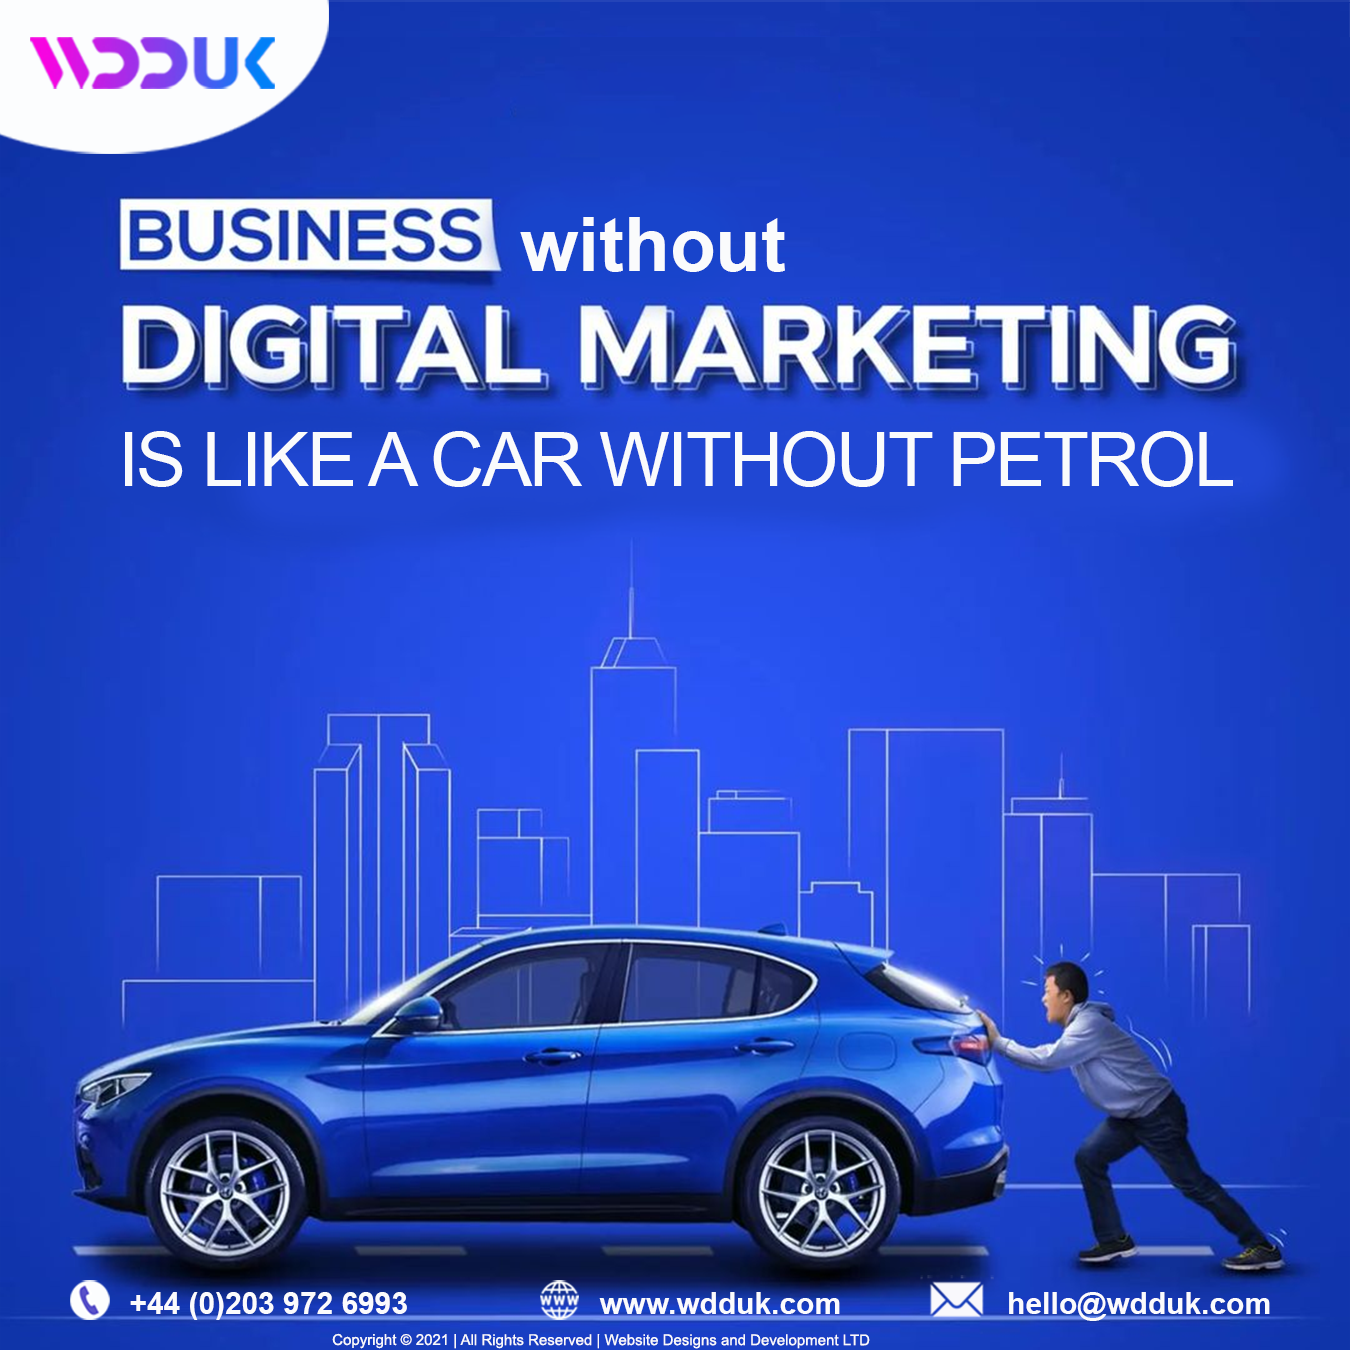 WDDUK
BUSINESS without
DIGITAL MARKETING
IS LIKE A CAR WITHOUT PETROL
+44 (0)203 972 6993
WWW
www.wdduk.com
hello@wdduk.com
Copyright © 2021 | All Rights Reserved | Website Designs and Development LTD